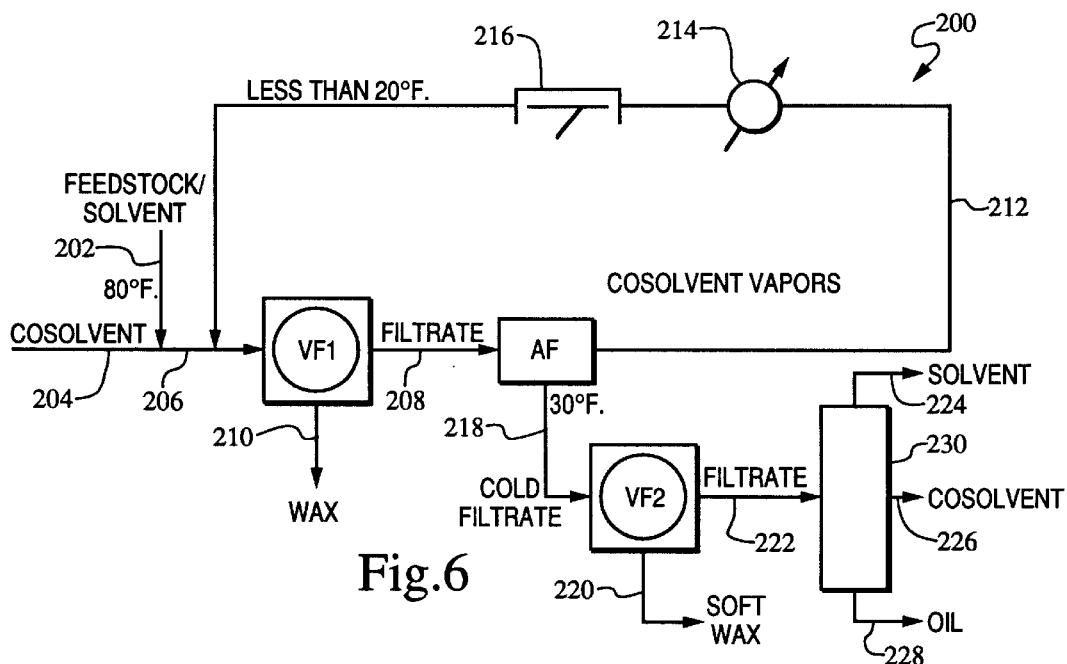 200
216
214
LESS THAN 20°F.
FEEDSTOCK/
SOLVENT
202
80°F.
212
COSOLVENT VAPORS
COSOLVENT
204
206
VF1
FILTRATE
208
AF
30°F.
210
WAX
218
COLD
FILTRATE
VF2
FILTRATE
222
SOLVENT
224
230
COSOLVENT
226
220
SOFT
WAX
OIL
228
Fig.6